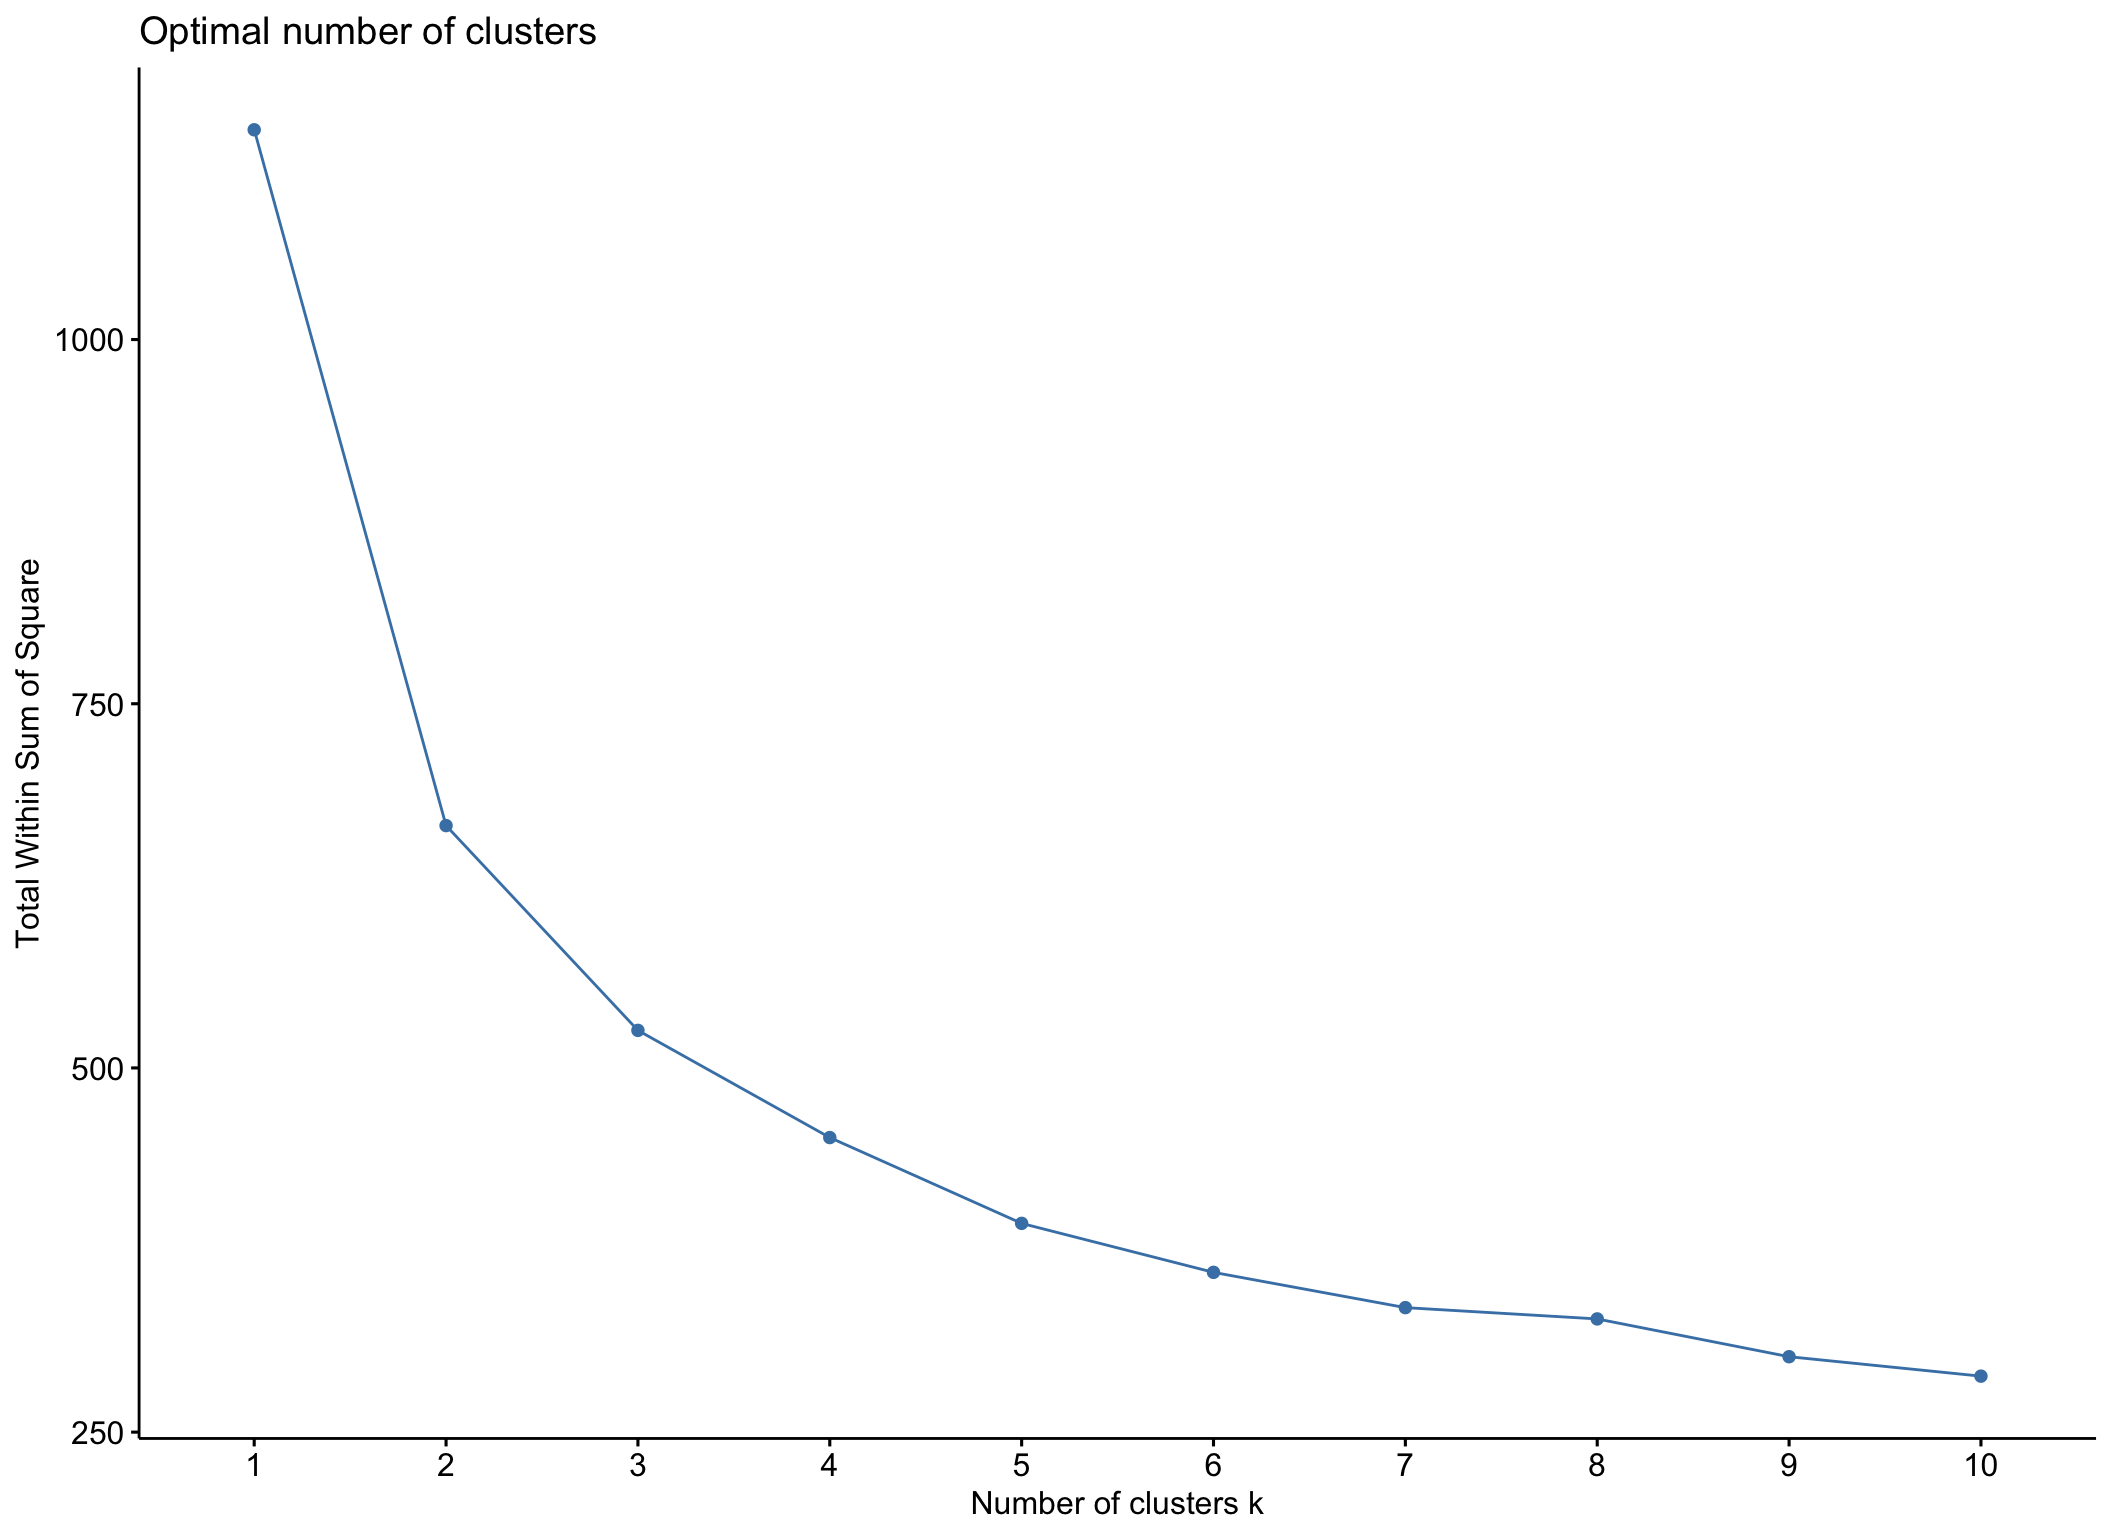 Optimal number of clusters
Total Within Sum of Square
1000
750
500
250
1 2 3 4 5 6 7 8 9 10
Number of clusters k